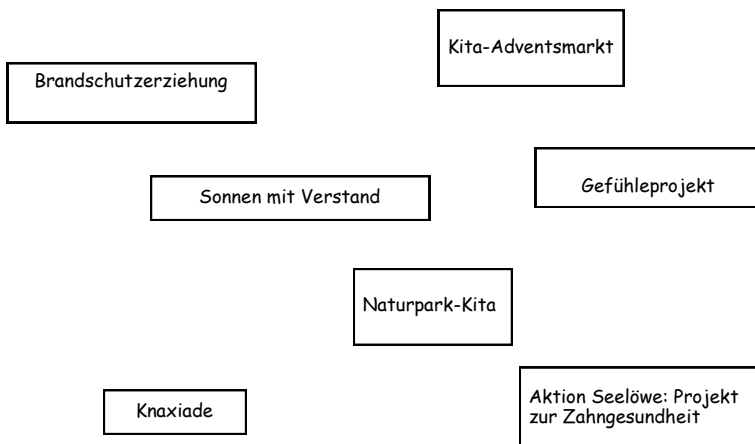 Kita-Adventsmarkt
Brandschutzerziehung
Gefühleprojekt
Sonnen mit Verstand
Naturpark-Kita
Knaxiade
Aktion Seelöwe: Projekt
zur Zahngesundheit